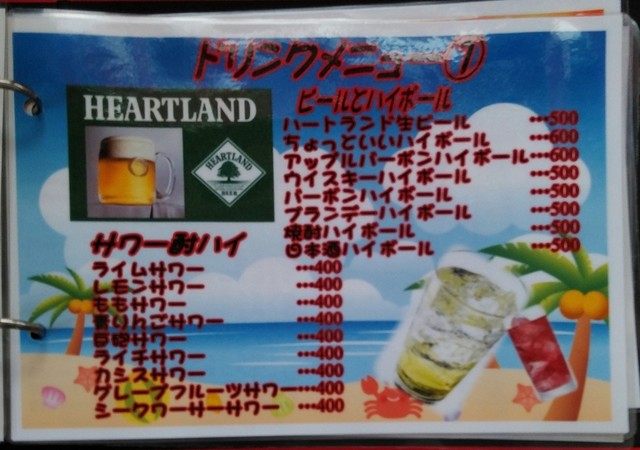 ドリンクメニュー①
HEARTLAND
HEARTLAND
BEER
ビールとハイボール
ハートランド生ビール …500
ちょっといいハイボール …600
アップルバーボンハイボール…600
ウイスキーハイボール …500
バーボンハイボール …500
ブランデーハイボール …500
焼酎ハイボール …500
日本酒ハイボール …500
サワー酎ハイ
ライムサワー …400
レモンサワー …400
ももサワー …400
青りんごサワー …400
巨砲サワー …400
ライチサワー …400
カシスサワー …400
グレープフルーツサワー…400
シークワーサーサワー …400